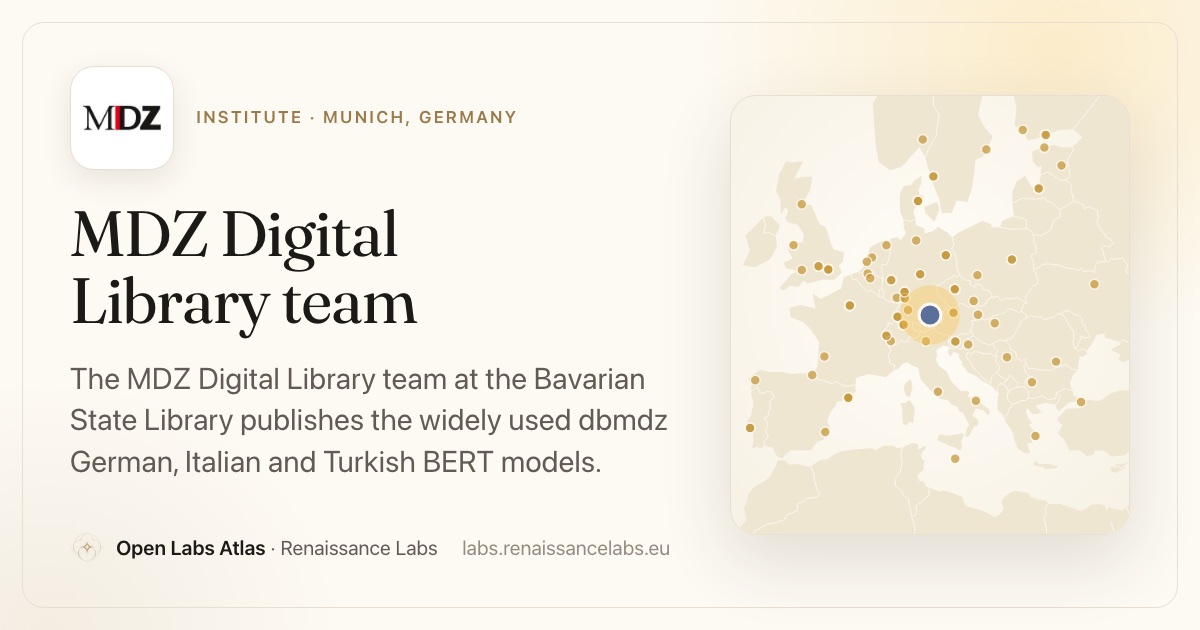 MDZ
INSTITUTE · MUNICH, GERMANY
MDZ Digital
Library team
The MDZ Digital Library team at the Bavarian
State Library publishes the widely used dbmdz
German, Italian and Turkish BERT models.
Open Labs Atlas · Renaissance Labs labs.renaissancelabs.eu